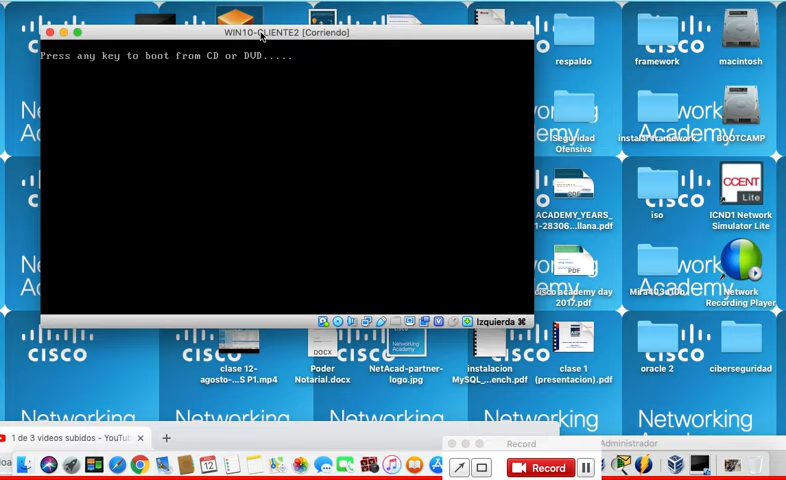 WIN10-CLIENTE2 [Corriendo]
Press any key to boot from CD or DVD.....
Izquierda ⌘
respaldo
framework
macintosh
Seguridad
Ofensiva
instalar framework
BOOTCAMP
PDF
ACADEMY_YEARS_
1-28306...llana.pdf
iso
CCENT
Lite
ICND1 Network
Simulator Lite
PDF
cisco academy day
2017.pdf
Network
Recording Player
clase 12-
agosto-...S P1.mp4
DOCX
Poder
Notarial.docx
NetAcad-partner-
logo.jpg
instalacion
MySQL_...ench.pdf
clase 1
(presentacion).pdf
oracle 2
ciberseguridad
CISCO
Networking
Academy
1 de 3 videos subidos - YouTub
Record
Administrador
12
Record